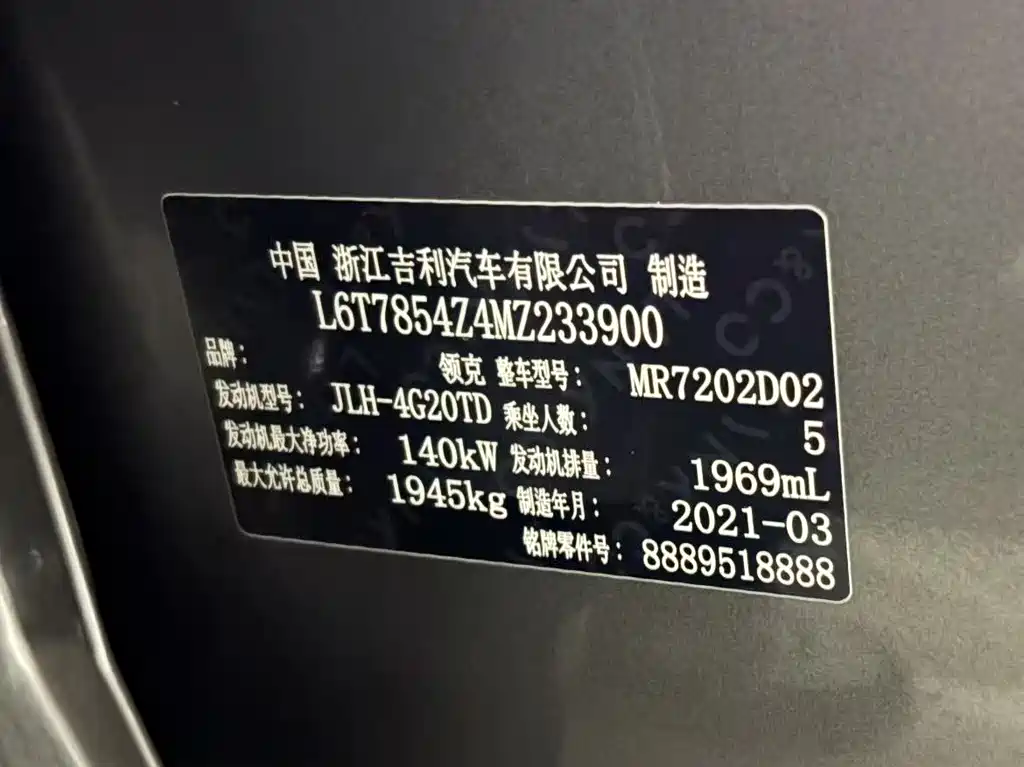 中国 浙江吉利汽车有限公司 制造
L6T7854Z4MZ233900
品牌: 领克 整车型号: MR7202D02
发动机型号: JLH-4G20TD 乘坐人数: 5
发动机最大净功率: 140kW 发动机排量: 1969mL
最大允许总质量: 1945kg 制造年月: 2021-03
铭牌零件号: 8889518888